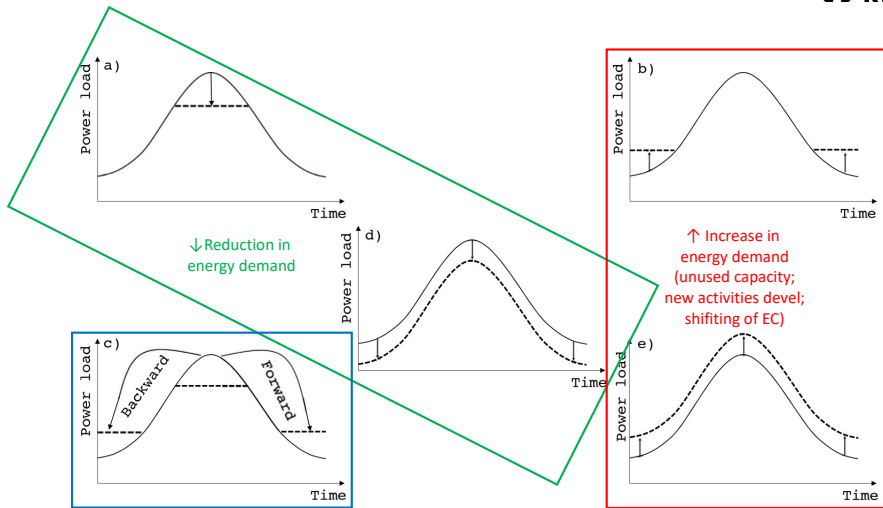 a)
Power load
Time
b)
Power load
Time
↓Reduction in
energy demand
d)
Power load
Time
↑ Increase in
energy demand
(unused capacity;
new activities devel;
shifiting of EC)
c)
Power load
Backward
Forward
Time
e)
Power load
Time